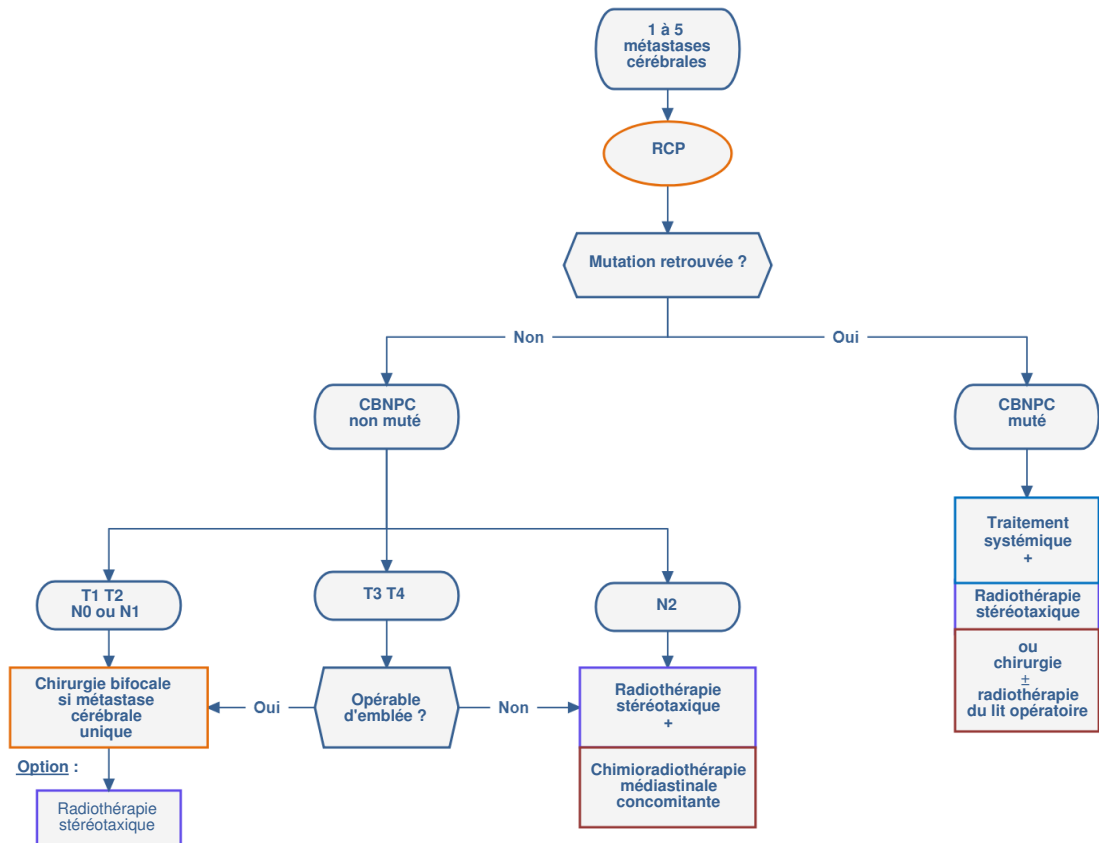 1 à 5
métastases
cérébrales
RCP
Mutation retrouvée ?
Non
Oui
CBNPC
non muté
CBNPC
muté
Traitement
systémique
+
Radiothérapie
stéréotaxique
ou
chirurgie
±
radiothérapie
du lit opératoire
T1 T2
N0 ou N1
T3 T4
N2
Chirurgie bifocale
si métastase
cérébrale
unique
Oui
Opérable
d'emblée ?
Non
Radiothérapie
stéréotaxique
+
Chimioradiothérapie
médiastinale
concomitante
Option :
Radiothérapie
stéréotaxique